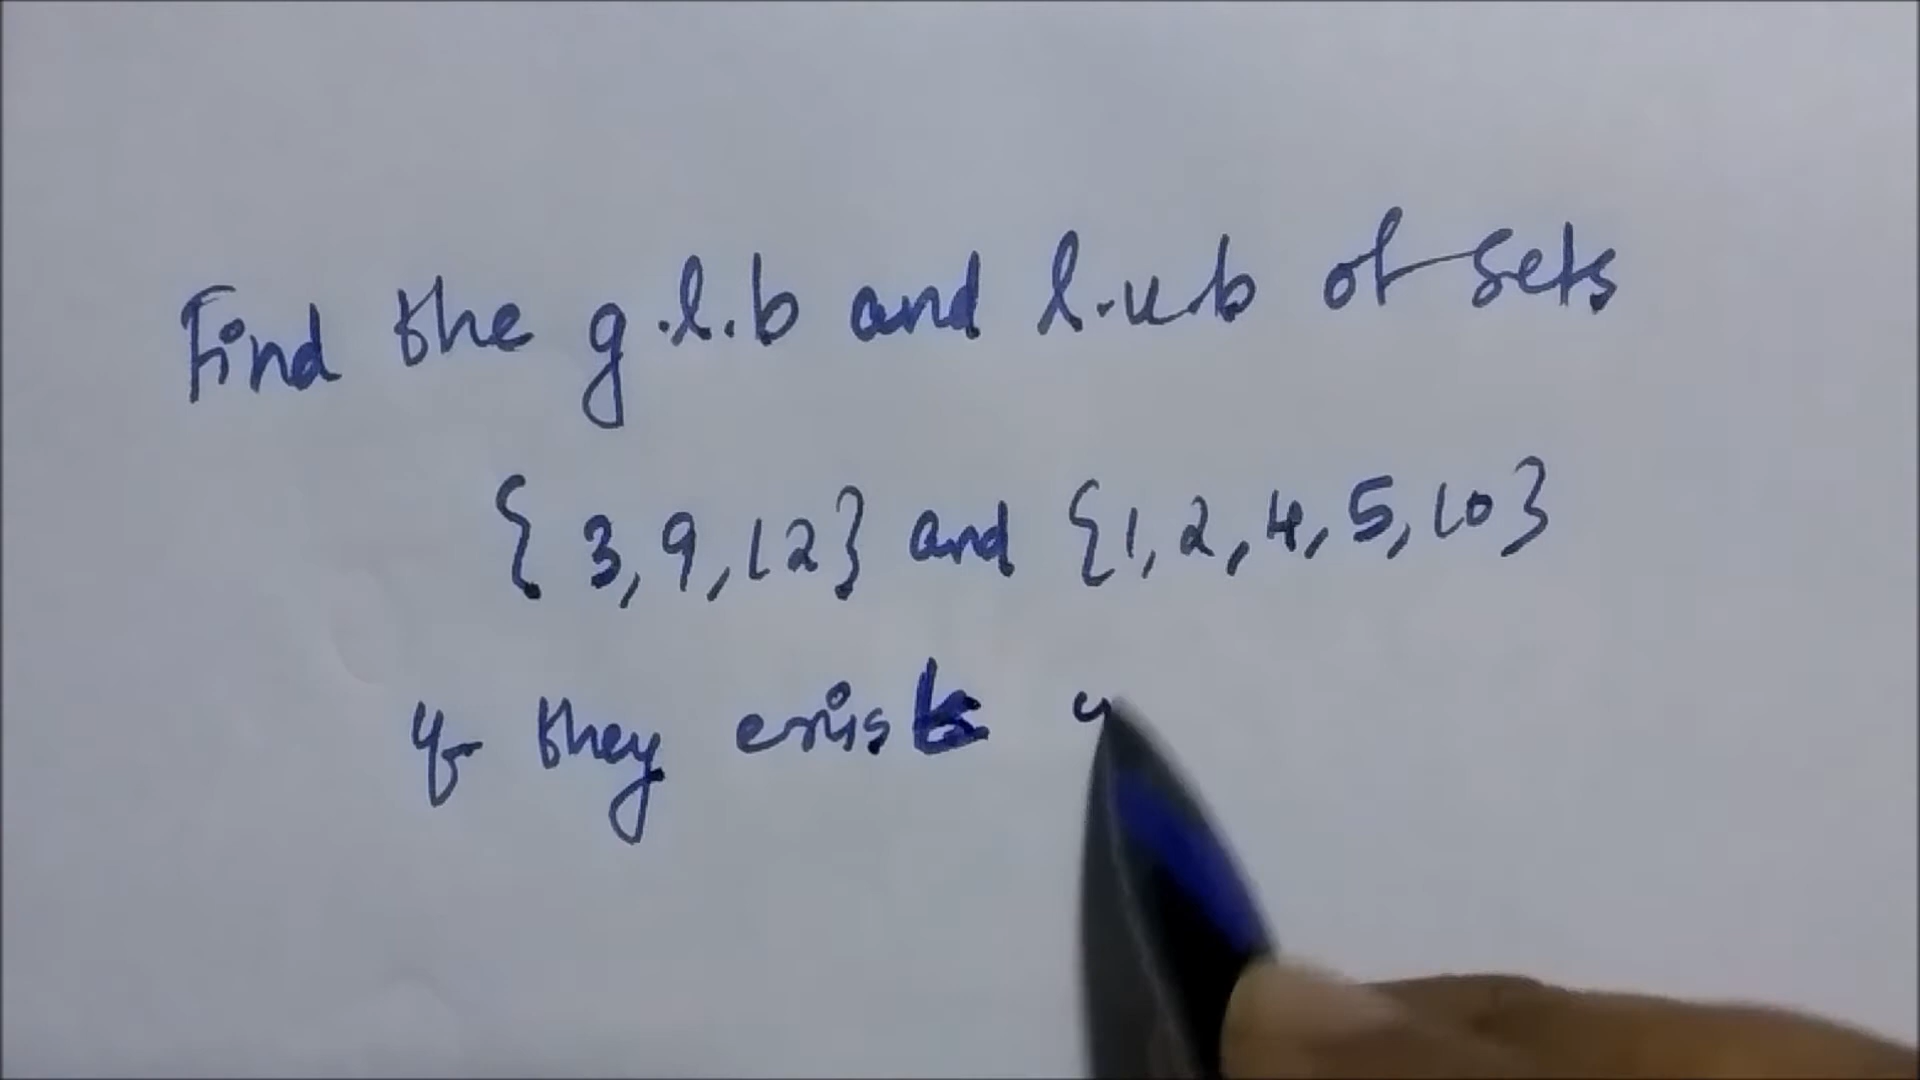 Find the g.l.b and l.u.b of sets
{3, 9, 12} and {1, 2, 4, 5, 10}
if they exist